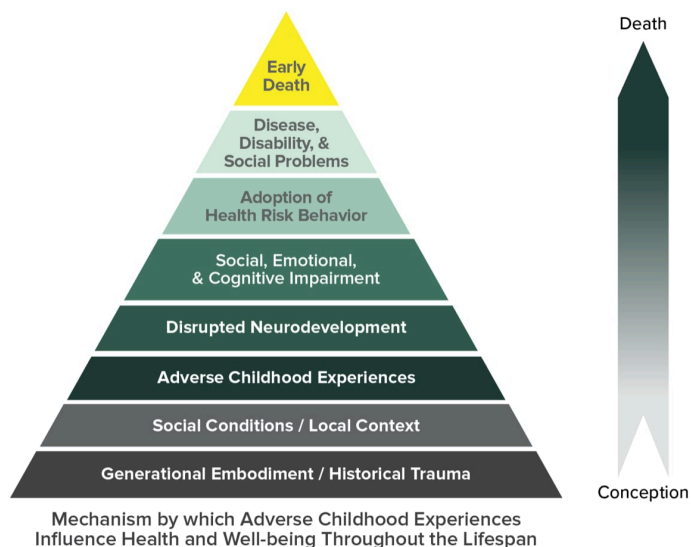 Death
Early
Death
Disease,
Disability, &
Social Problems
Adoption of
Health Risk Behavior
Social, Emotional,
& Cognitive Impairment
Disrupted Neurodevelopment
Adverse Childhood Experiences
Social Conditions / Local Context
Generational Embodiment / Historical Trauma
Conception
Mechanism by which Adverse Childhood Experiences
Influence Health and Well-being Throughout the Lifespan